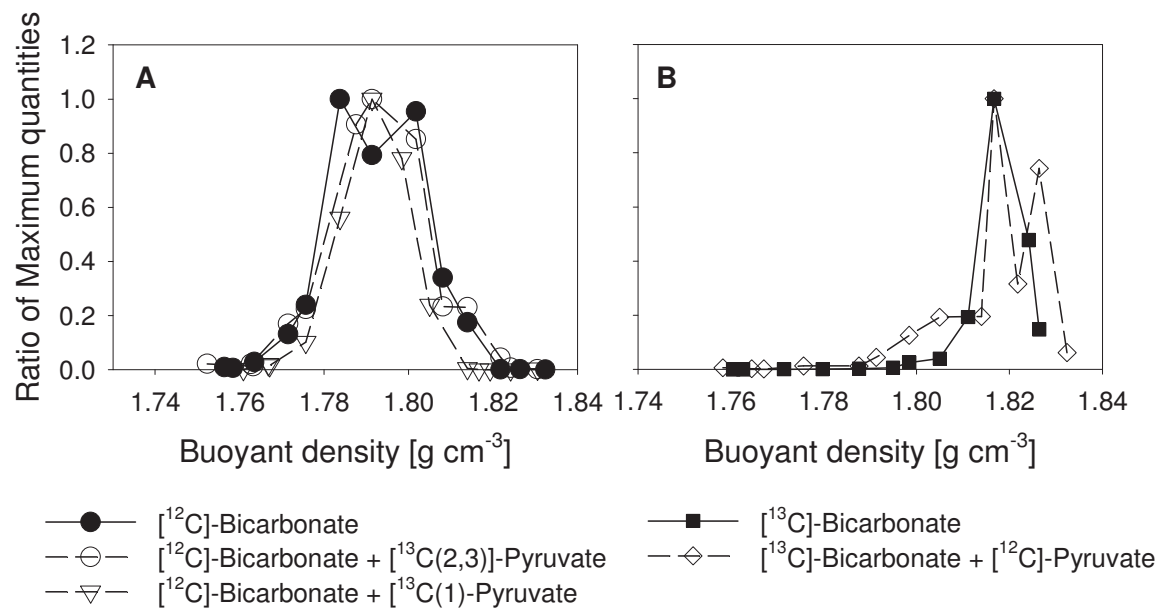 Ratio of Maximum quantities
1.2
1.0
0.8
0.6
0.4
0.2
0.0
A
1.74 1.76 1.78 1.80 1.82 1.84
Buoyant density [g cm⁻³]
B
1.74 1.76 1.78 1.80 1.82 1.84
Buoyant density [g cm⁻³]
[¹²C]-Bicarbonate
[¹²C]-Bicarbonate + [¹³C(2,3)]-Pyruvate
[¹²C]-Bicarbonate + [¹³C(1)-Pyruvate
[¹³C]-Bicarbonate
[¹³C]-Bicarbonate + [¹²C]-Pyruvate